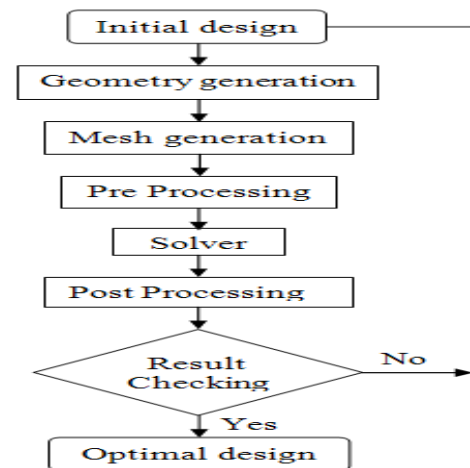 Initial design
Geometry generation
Mesh generation
Pre Processing
Solver
Post Processing
Result
Checking
No
Yes
Optimal design